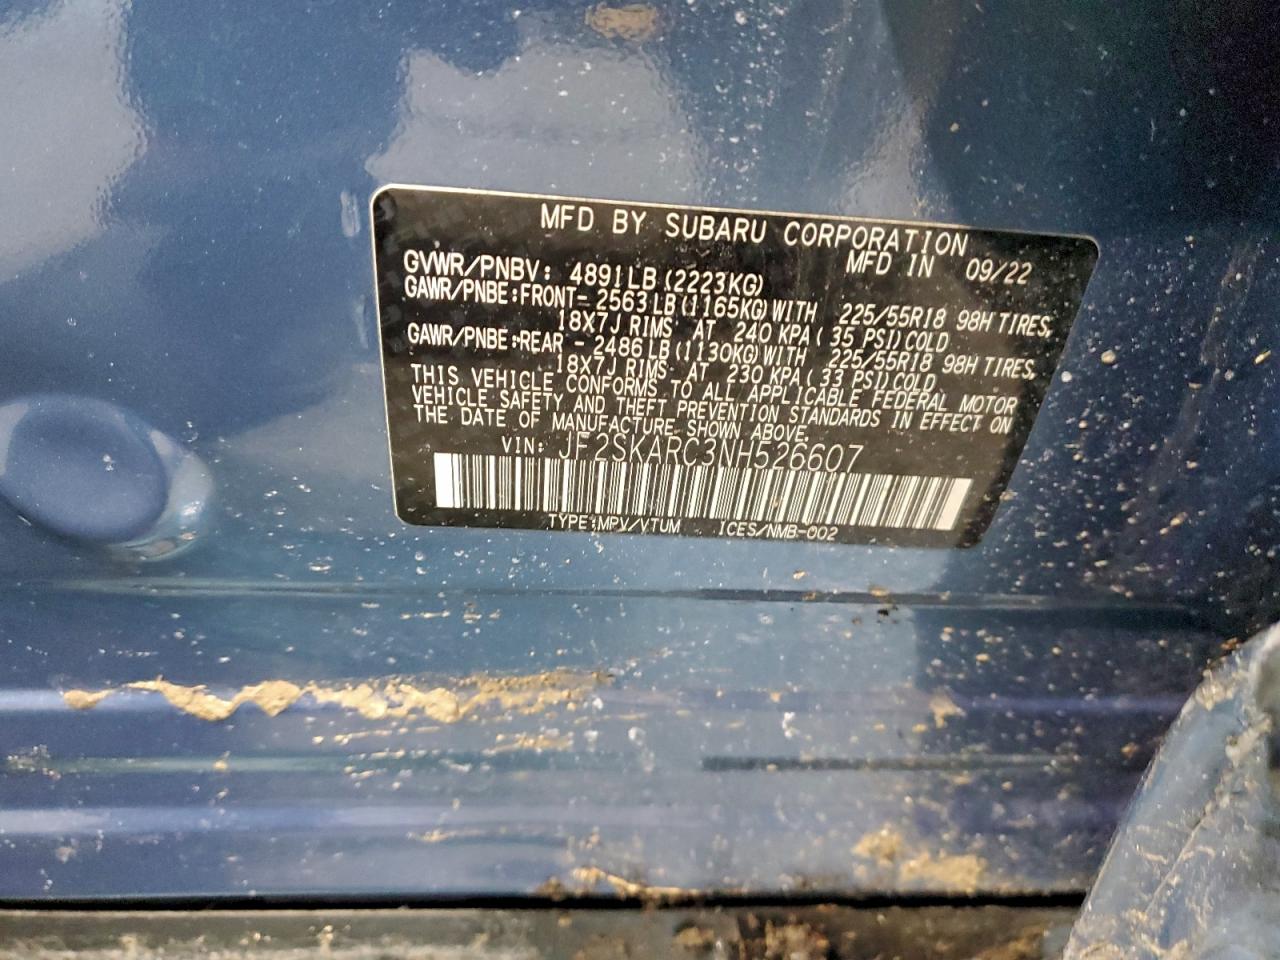 MFD BY SUBARU CORPORATION
MFD IN 09/22
GVWR/PNBV: 4891LB(2223KG)
GAWR/PNBE:FRONT- 2563LB(1165KG)WITH 225/55R18 98H TIRES,
18X7J RIMS AT 240 KPA( 35 PSI)COLD
GAWR/PNBE:REAR - 2486LB(1130KG)WITH 225/55R18 98H TIRES,
18X7J RIMS AT 230 KPA( 33 PSI)COLD
THIS VEHICLE CONFORMS TO ALL APPLICABLE FEDERAL MOTOR
VEHICLE SAFETY AND THEFT PREVENTION STANDARDS IN EFFECT ON
THE DATE OF MANUFACTURE SHOWN ABOVE.
VIN: JF2SKARC3NH526607
TYPE:MPV/VTUM ICES/NMB-002